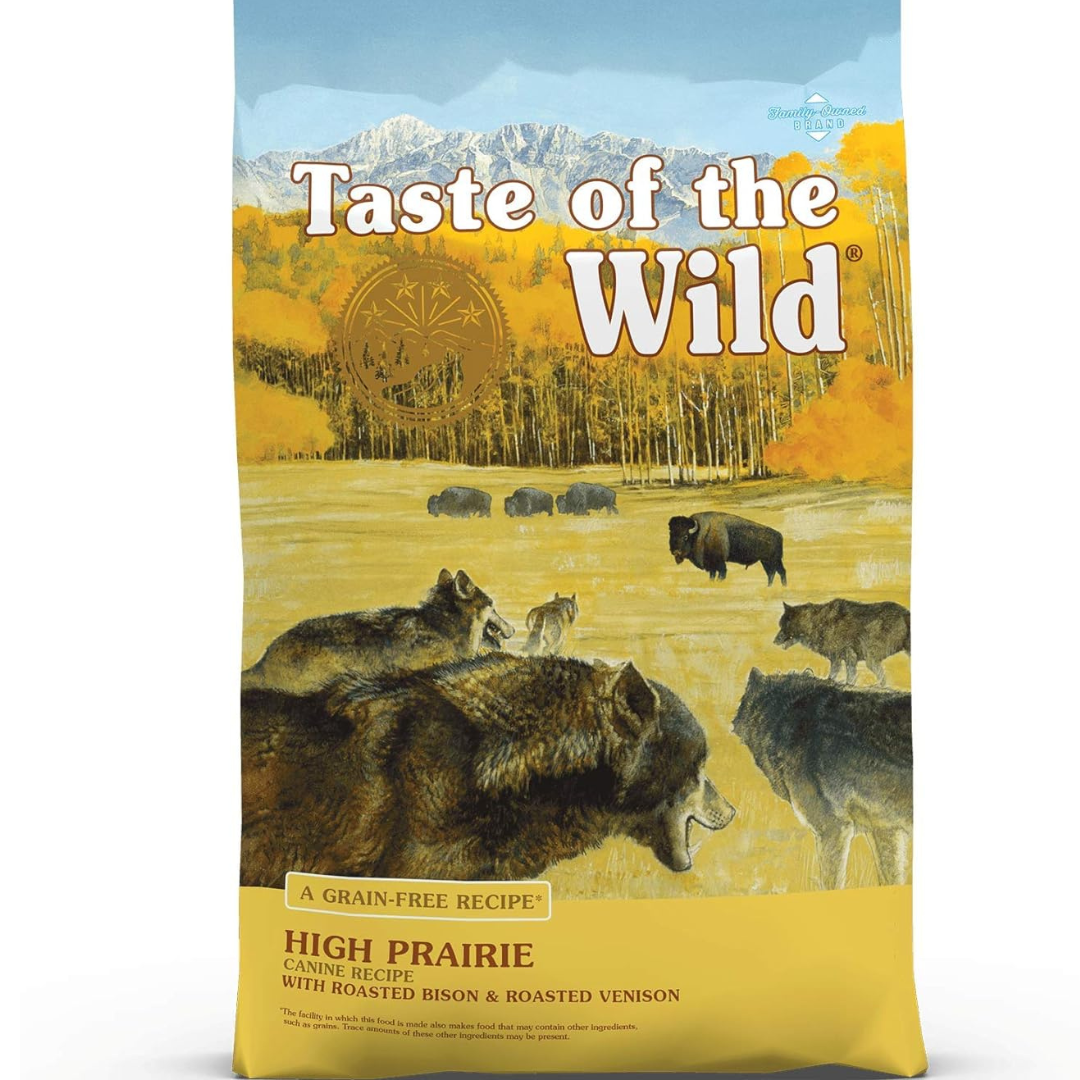 Family-Owned
BRAND
Taste of the
Wild®
A GRAIN-FREE RECIPE*
HIGH PRAIRIE
CANINE RECIPE
WITH ROASTED BISON & ROASTED VENISON
*The facility in which this food is made also makes food that may contain other ingredients,
such as grains. Trace amounts of these other ingredients may be present.